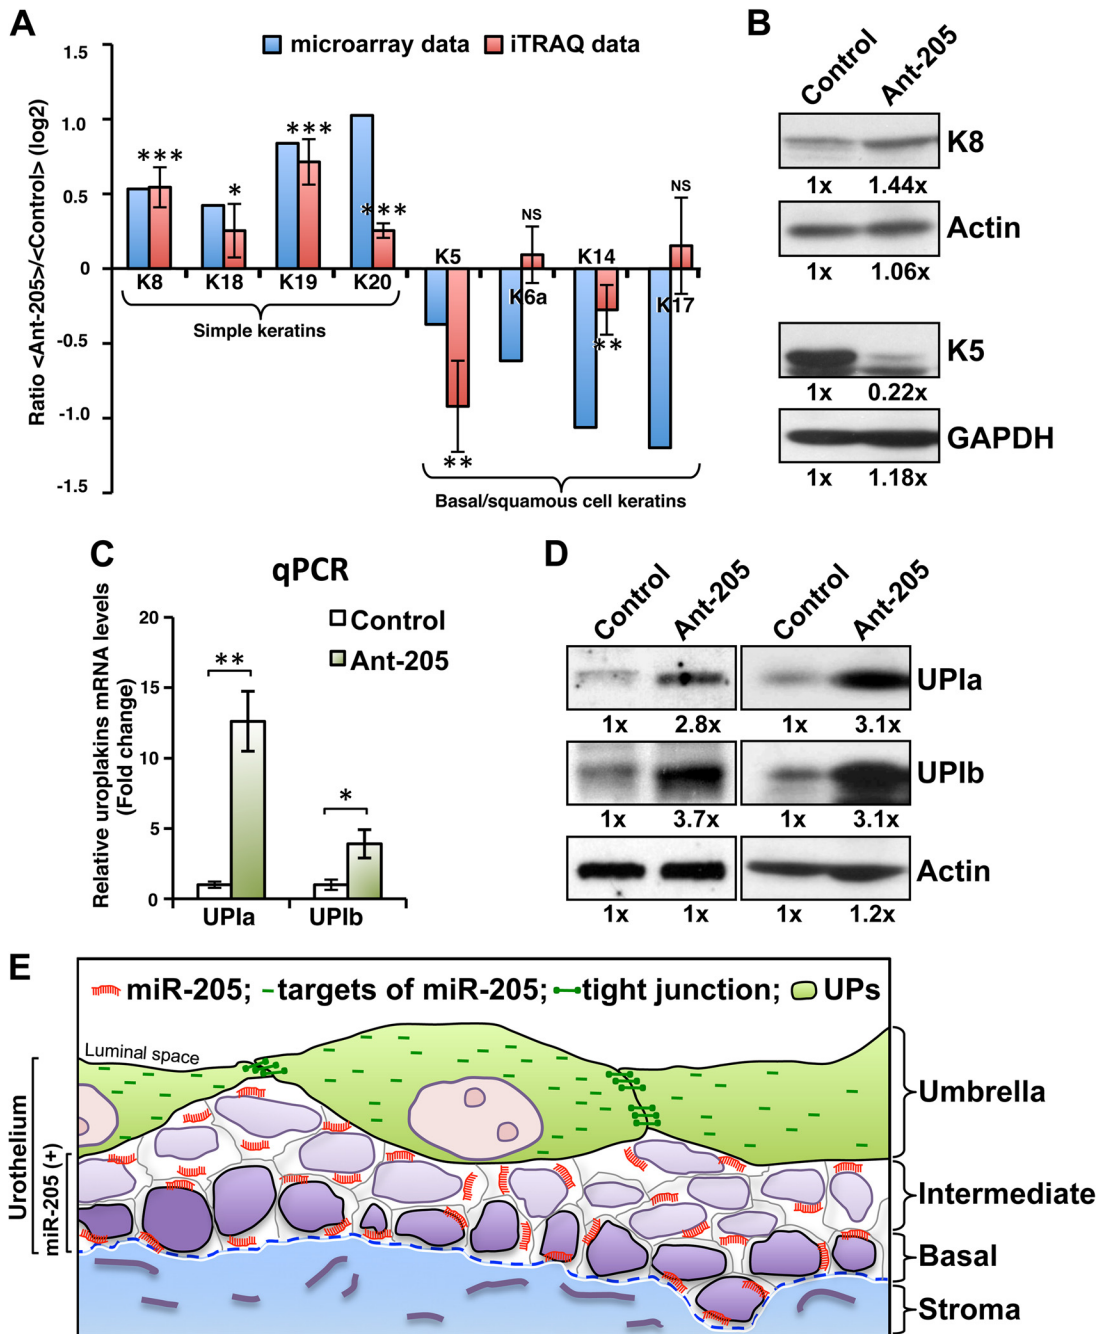 A
1.5
1.0
0.5
0
-0.5
-1.0
-1.5
Ratio <Ant-205>/<Control> (log2)
microarray data
iTRAQ data
***
*
***
***
**
NS
**
NS
K8
K18
K19
K20
K5
K6a
K14
K17
Simple keratins
Basal/squamous cell keratins
B
Control
Ant-205
K8
1x
1.44x
Actin
1x
1.06x
K5
1x
0.22x
GAPDH
1x
1.18x
C
qPCR
Relative uroplakins mRNA levels
(Fold change)
20
15
10
5
0
Control
Ant-205
**
*
UPIa
UPIb
D
Control
Ant-205
Control
Ant-205
UPIa
1x
2.8x
1x
3.1x
UPIb
1x
3.7x
1x
3.1x
Actin
1x
1x
1x
1.2x
E
miR-205; targets of miR-205; tight junction; UPs
Luminal space
Urothelium
miR-205 (+)
Umbrella
Intermediate
Basal
Stroma